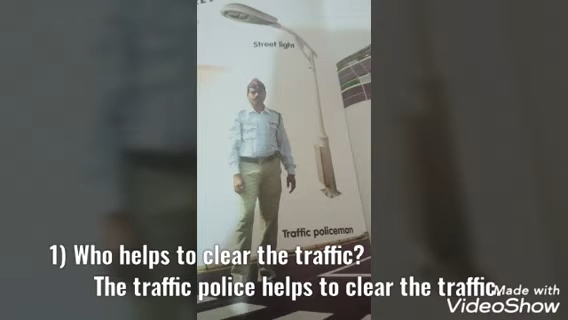 Street light
Traffic policeman
1) Who helps to clear the traffic?
The traffic police helps to clear the traffic.
Made with
VideoShow